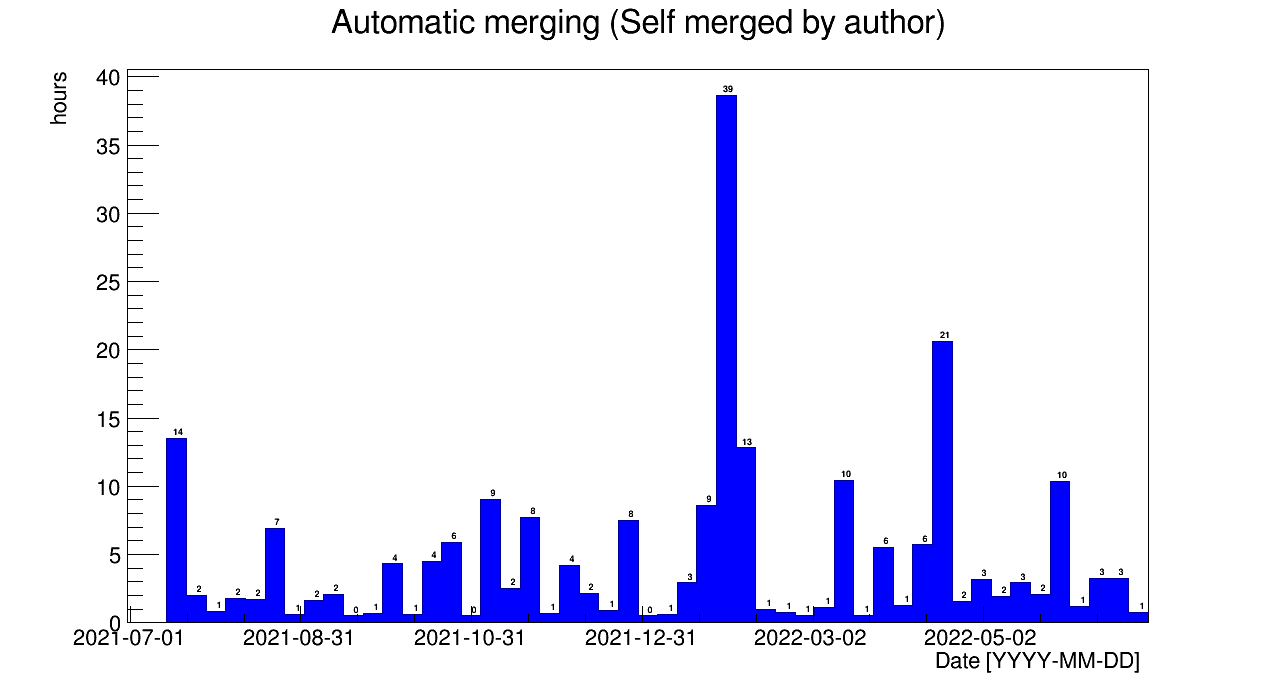 Automatic merging (Self merged by author)
hours
40
35
30
25
20
15
10
5
0
14 2 1 2 2 7 1 2 2 0 1 4 1 4 6 0 9 2 8 1 4 2 1 8 0 1 3 9 39 13 1 1 1 1 10 1 6 1 6 21 2 3 2 3 2 10 1 3 3 1
2021-07-01 2021-08-31 2021-10-31 2021-12-31 2022-03-02 2022-05-02
Date [YYYY-MM-DD]